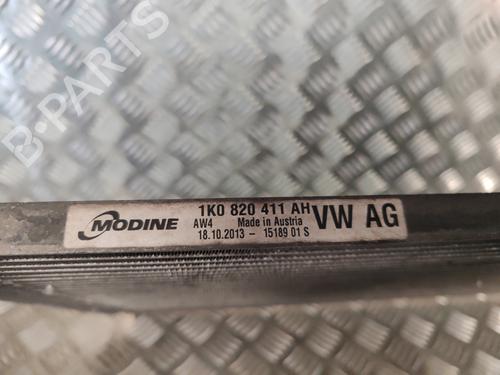 B-PARTS
MODINE
1K0 820 411 AH
AW4 Made in Austria
18.10.2013 - 15189 01 S
VW AG